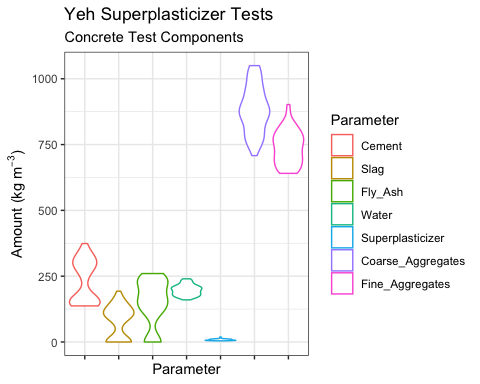 Yeh Superplasticizer Tests
Concrete Test Components
Amount (kg m⁻³)
1000
750
500
250
0
Parameter
Parameter
Cement
Slag
Fly_Ash
Water
Superplasticizer
Coarse_Aggregates
Fine_Aggregates